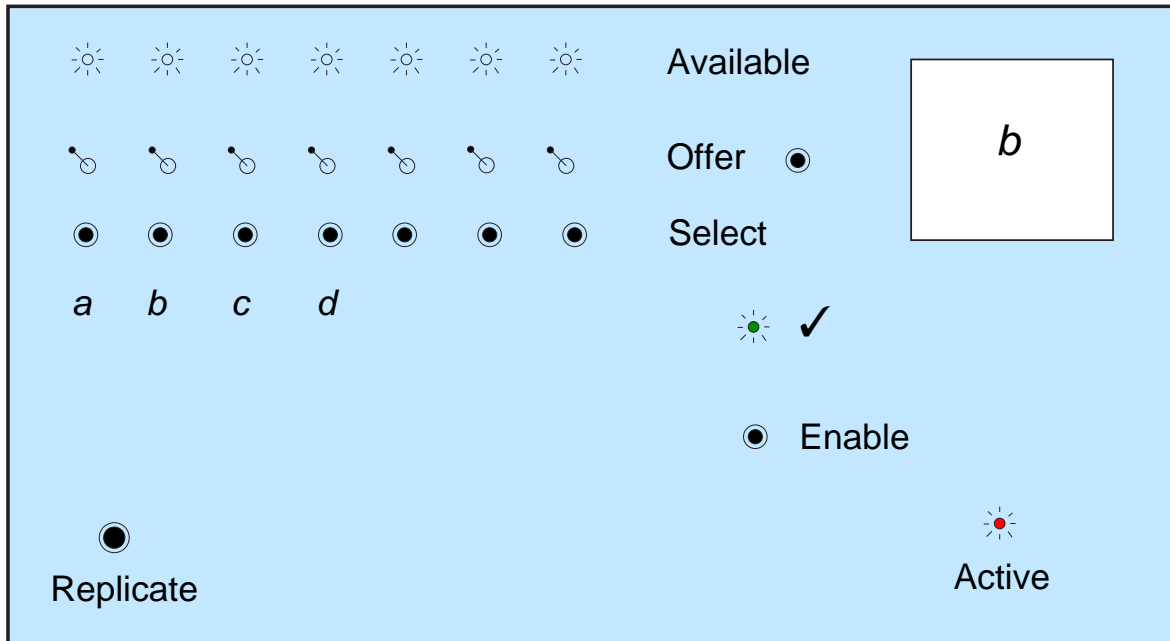 Available
b
Offer
Select
a b c d
✓
Enable
Replicate
Active